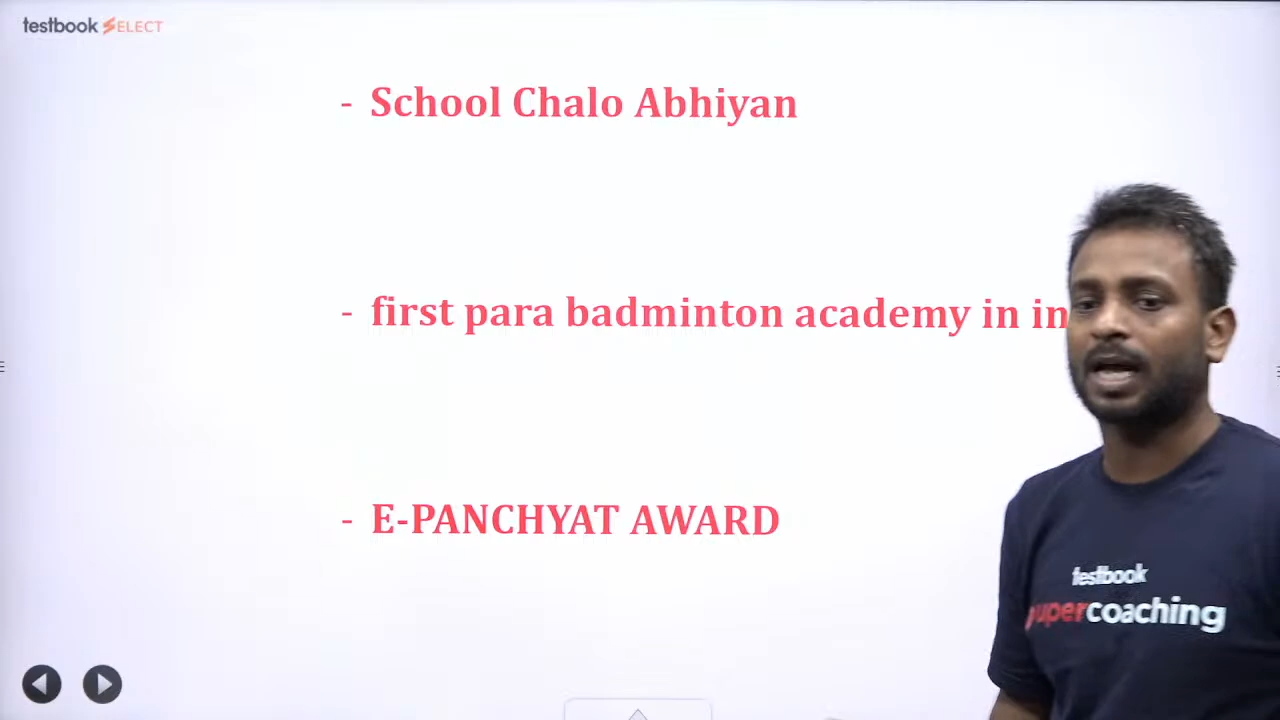 testbook SELECT
- School Chalo Abhiyan
- first para badminton academy in in
- E-PANCHYAT AWARD
testbook
supercoaching